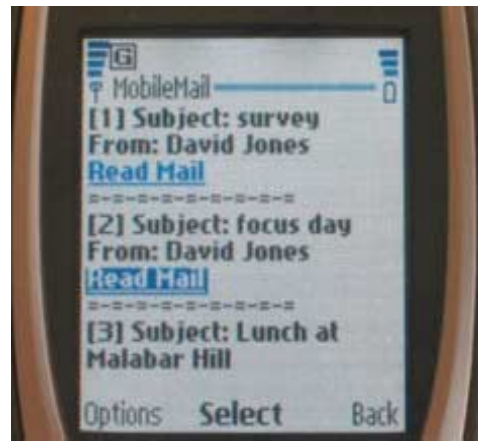 G
MobileMail
[1] Subject: survey
From: David Jones
Read Mail
=-=-=-=-=-=-=-=
[2] Subject: focus day
From: David Jones
Read Mail
=-=-=-=-=-=-=-=
[3] Subject: Lunch at
Malabar Hill
Options Select Back